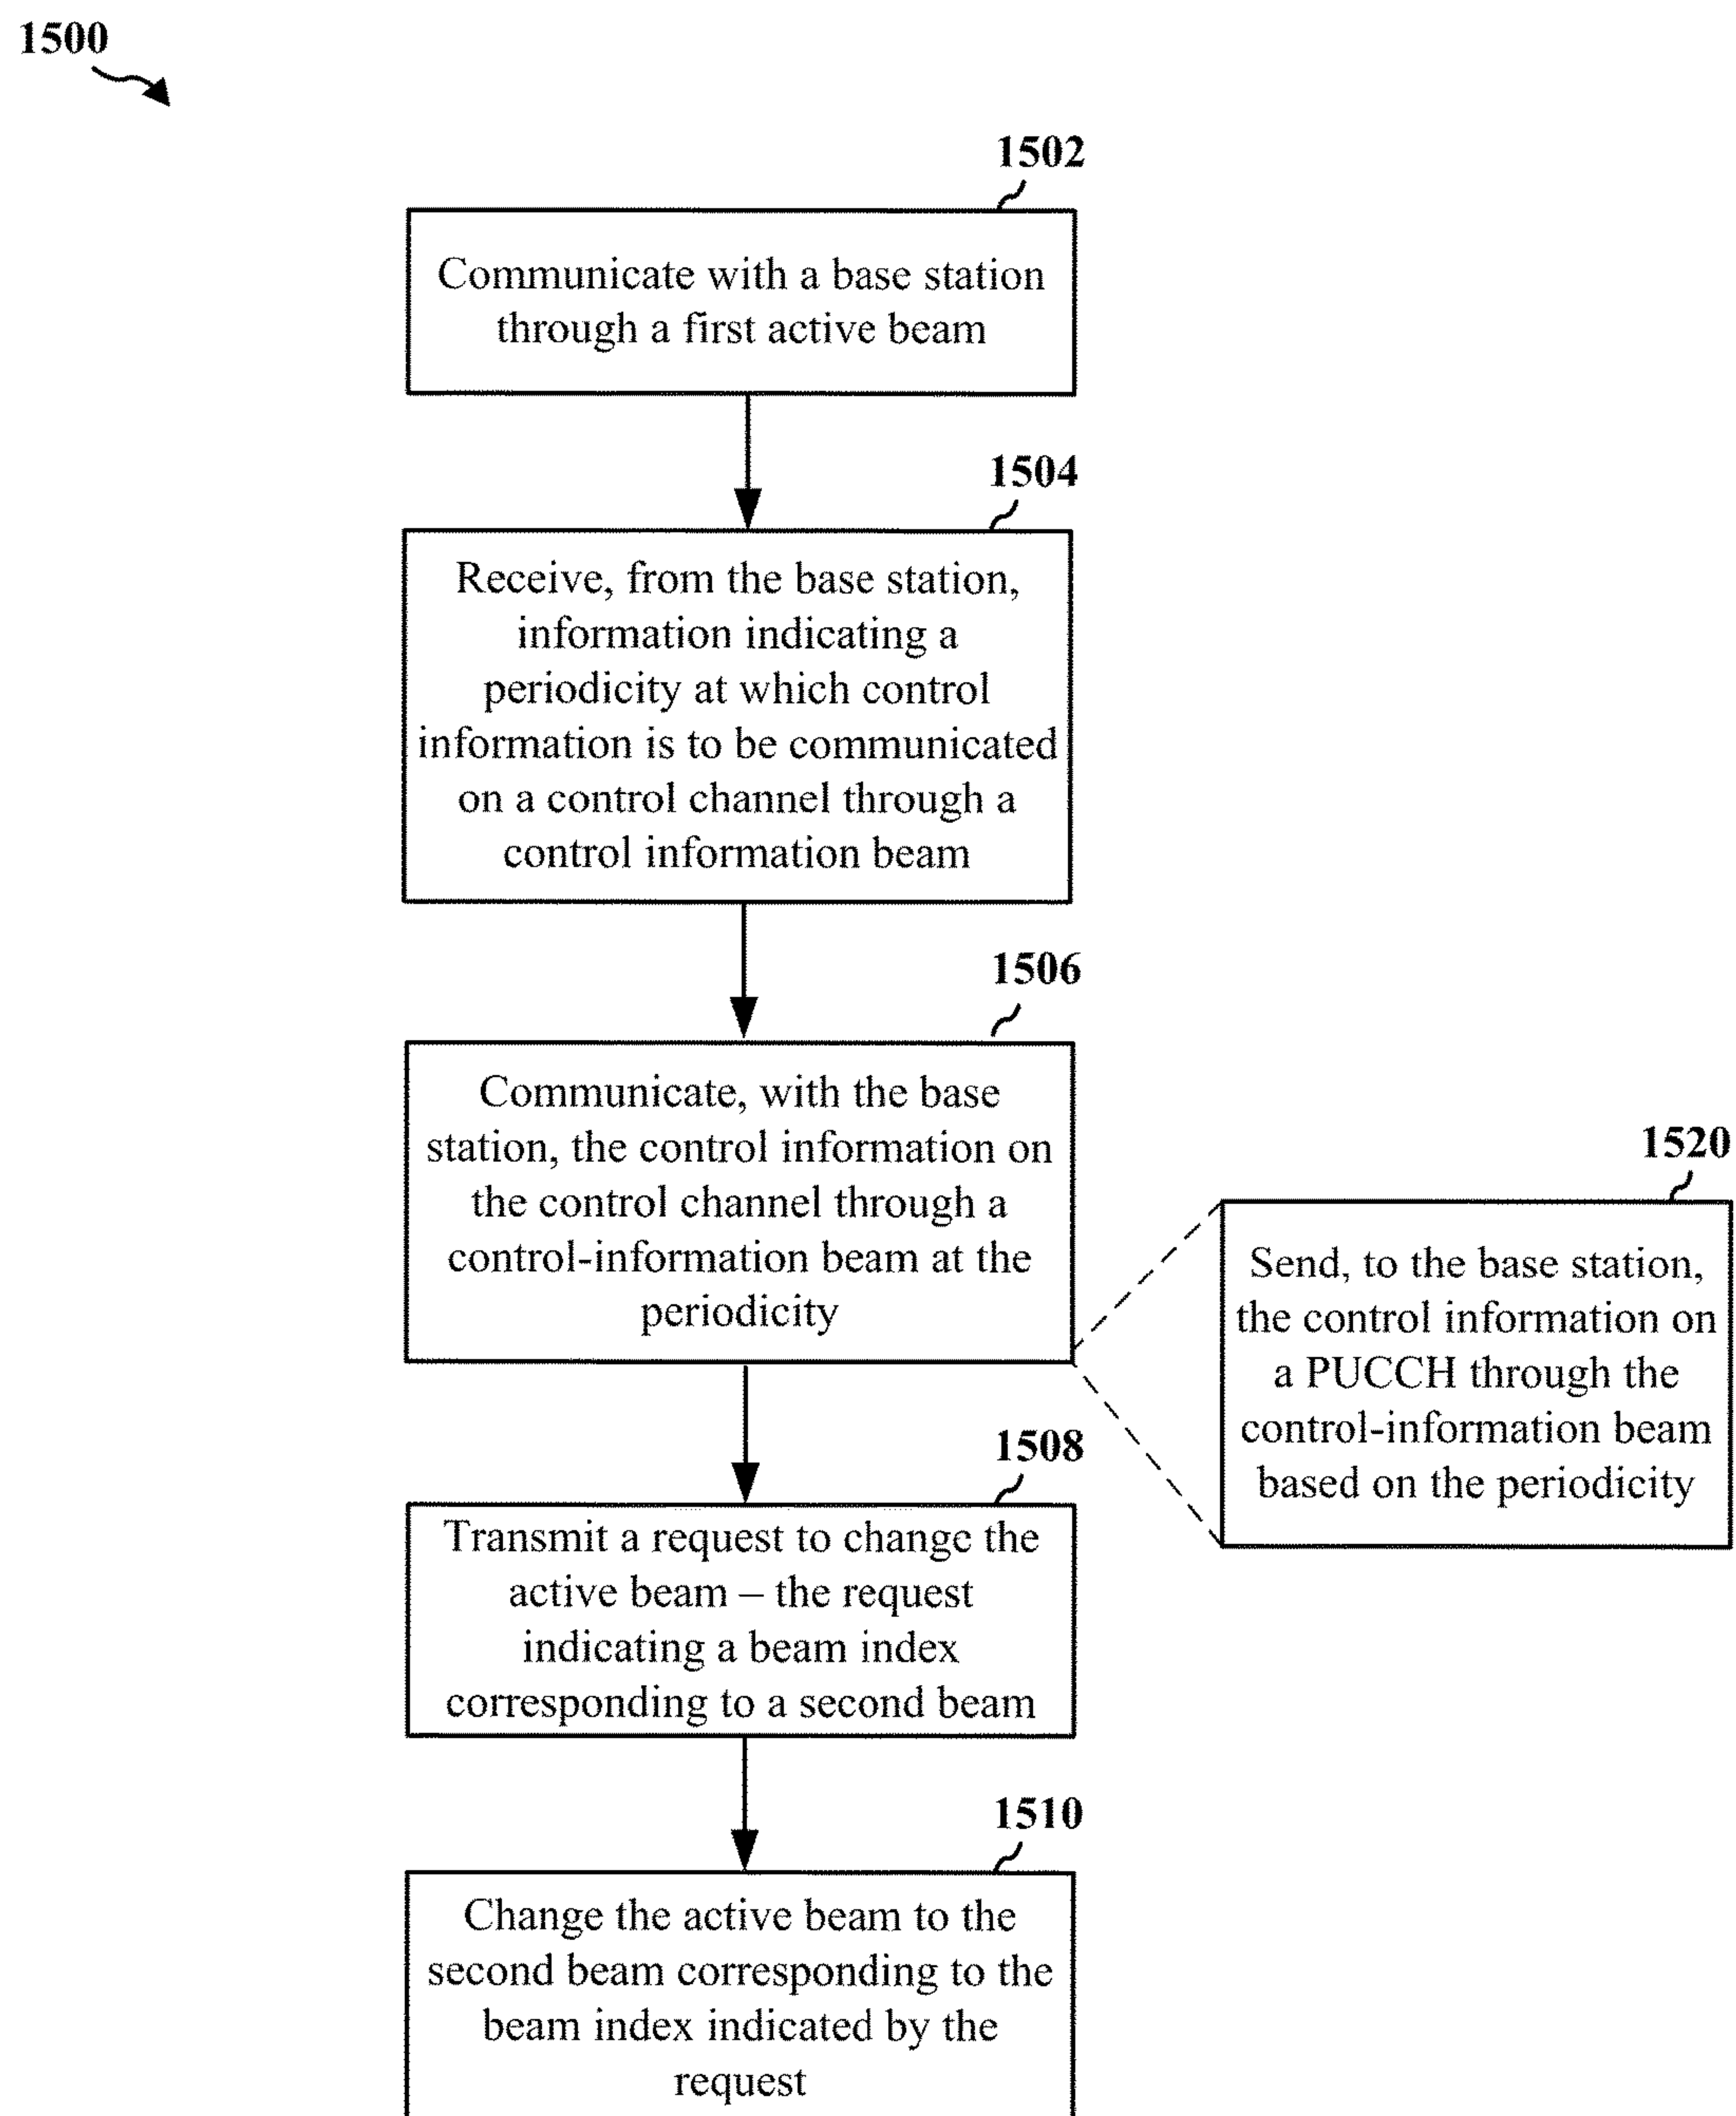 1500
1502
Communicate with a base station
through a first active beam
1504
Receive, from the base station,
information indicating a
periodicity at which control
information is to be communicated
on a control channel through a
control information beam
1506
Communicate, with the base
station, the control information on
the control channel through a
control-information beam at the
periodicity
1520
Send, to the base station,
the control information on
a PUCCH through the
control-information beam
based on the periodicity
1508
Transmit a request to change the
active beam – the request
indicating a beam index
corresponding to a second beam
1510
Change the active beam to the
second beam corresponding to the
beam index indicated by the
request